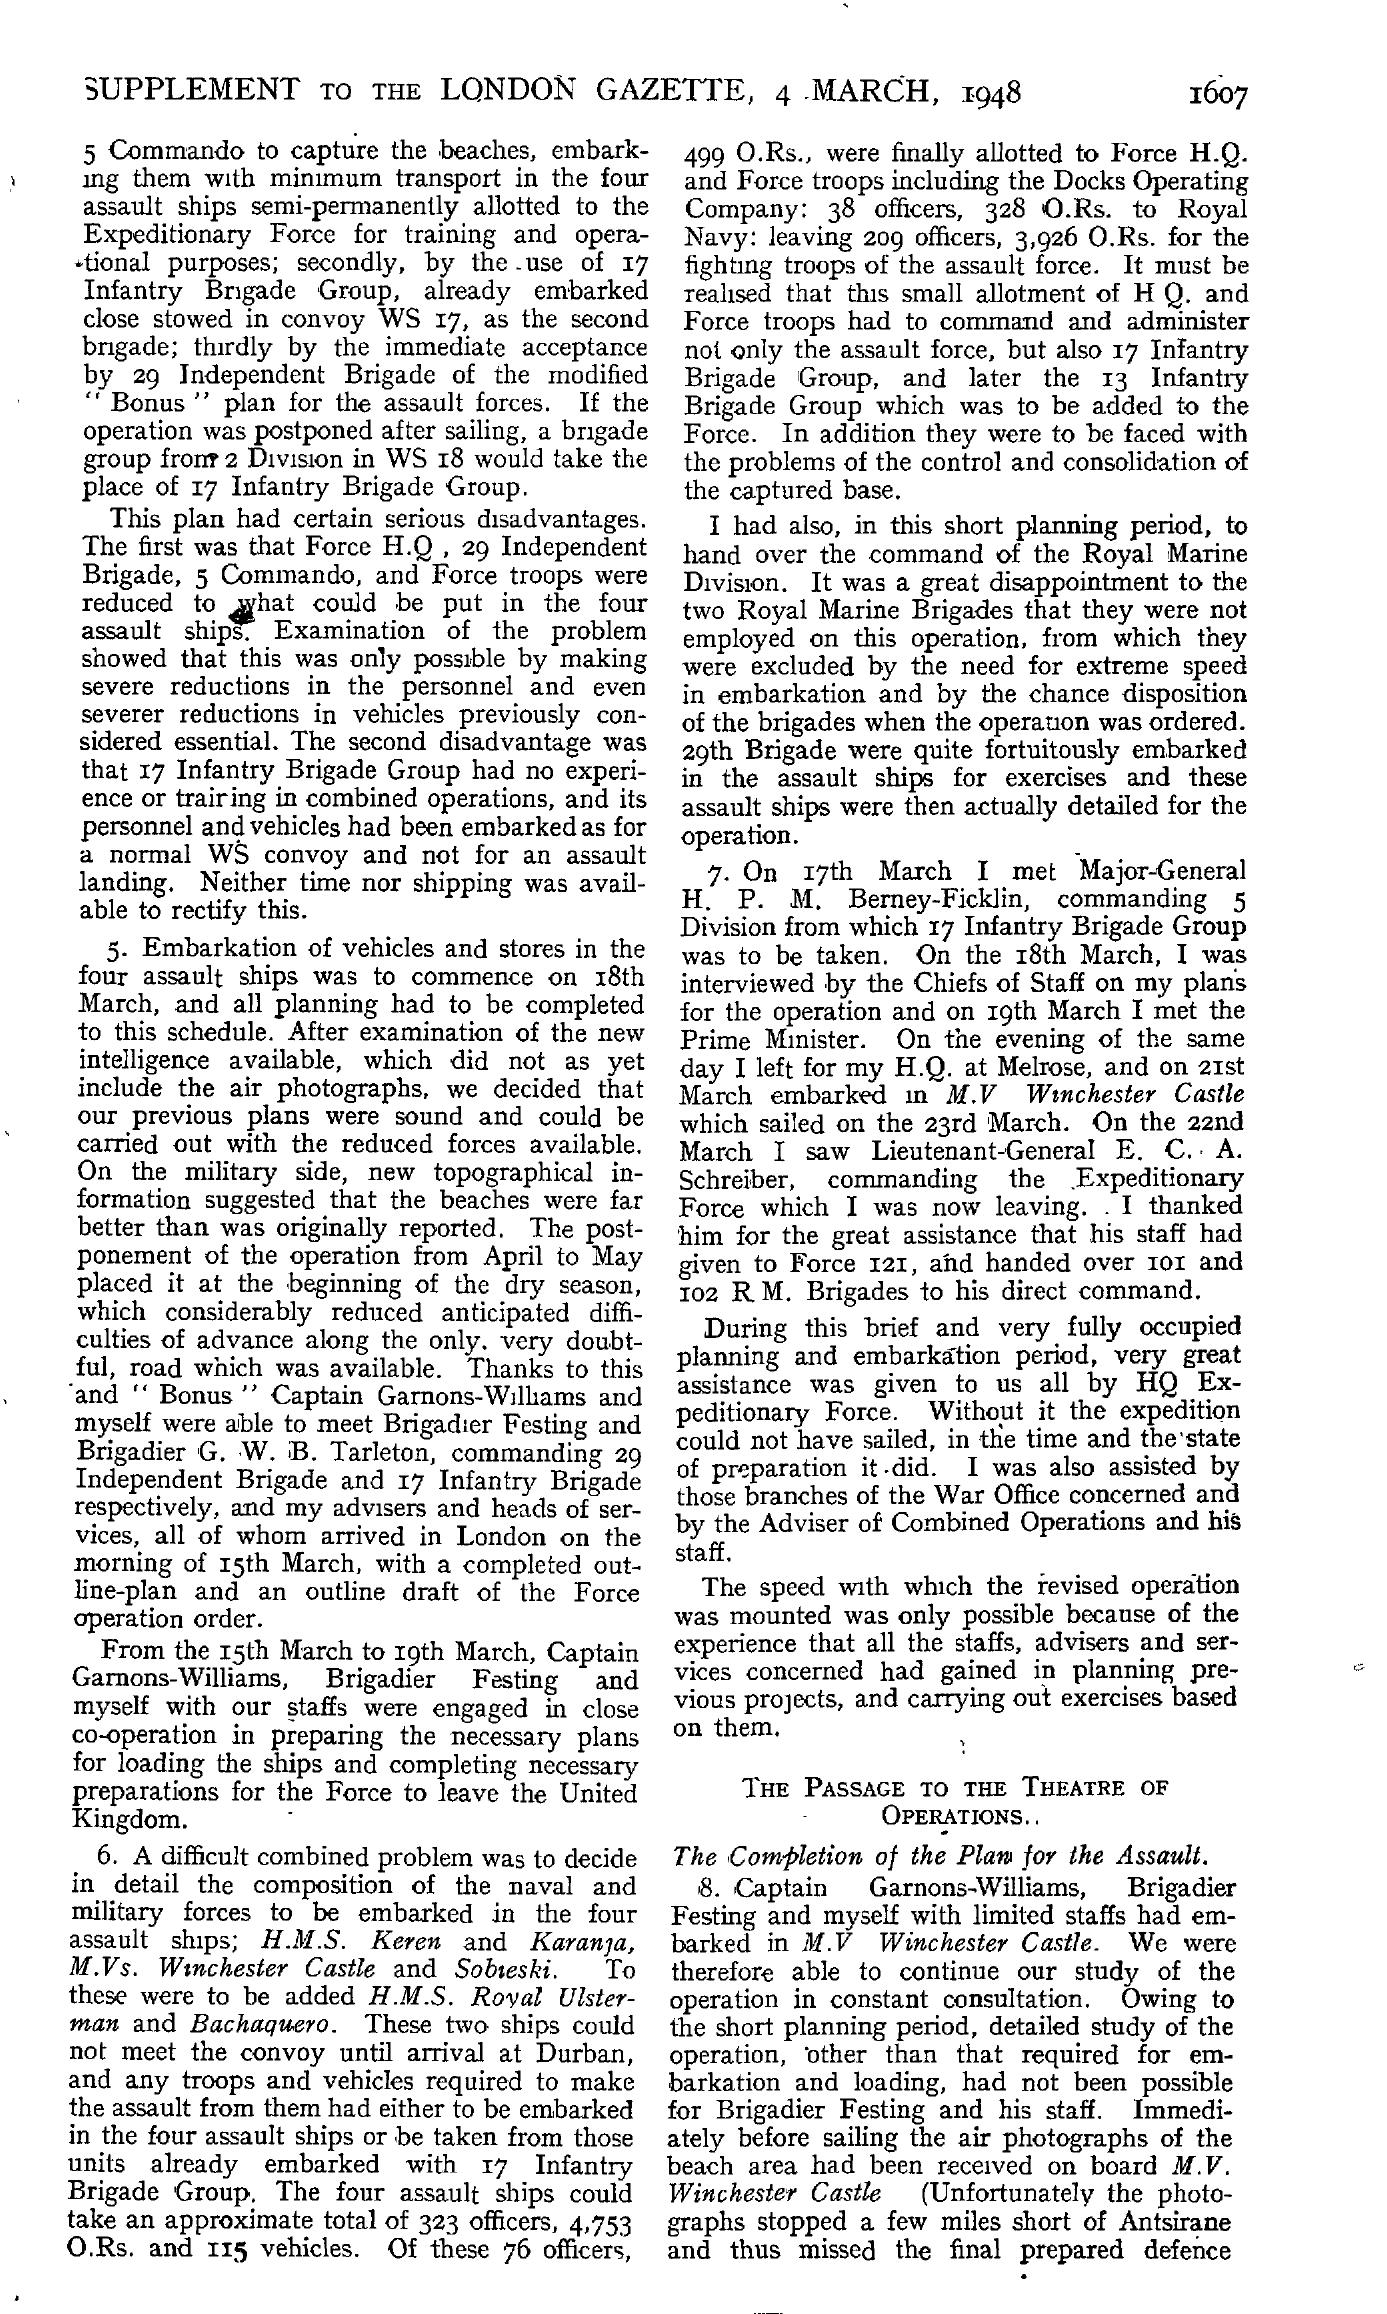 SUPPLEMENT TO THE LONDON GAZETTE, 4 MARCH, 1948 1607
5 Commando to capture the beaches, embark-
ing them with minimum transport in the four
assault ships semi-permanently allotted to the
Expeditionary Force for training and opera-
tional purposes; secondly, by the use of 17
Infantry Brigade Group, already embarked
close stowed in convoy WS 17, as the second
brigade; thirdly by the immediate acceptance
by 29 Independent Brigade of the modified
" Bonus " plan for the assault forces. If the
operation was postponed after sailing, a brigade
group from 2 Division in WS 18 would take the
place of 17 Infantry Brigade Group.
This plan had certain serious disadvantages.
The first was that Force H.Q , 29 Independent
Brigade, 5 Commando, and Force troops were
reduced to what could be put in the four
assault ships. Examination of the problem
showed that this was only possible by making
severe reductions in the personnel and even
severer reductions in vehicles previously con-
sidered essential. The second disadvantage was
that 17 Infantry Brigade Group had no experi-
ence or training in combined operations, and its
personnel and vehicles had been embarked as for
a normal WS convoy and not for an assault
landing. Neither time nor shipping was avail-
able to rectify this.
5. Embarkation of vehicles and stores in the
four assault ships was to commence on 18th
March, and all planning had to be completed
to this schedule. After examination of the new
intelligence available, which did not as yet
include the air photographs, we decided that
our previous plans were sound and could be
carried out with the reduced forces available.
On the military side, new topographical in-
formation suggested that the beaches were far
better than was originally reported. The post-
ponement of the operation from April to May
placed it at the beginning of the dry season,
which considerably reduced anticipated diffi-
culties of advance along the only. very doubt-
ful, road which was available. Thanks to this
and " Bonus " Captain Garnons-Williams and
myself were able to meet Brigadier Festing and
Brigadier G. W. B. Tarleton, commanding 29
Independent Brigade and 17 Infantry Brigade
respectively, and my advisers and heads of ser-
vices, all of whom arrived in London on the
morning of 15th March, with a completed out-
line-plan and an outline draft of the Force
operation order.
From the 15th March to 19th March, Captain
Garnons-Williams, Brigadier Festing and
myself with our staffs were engaged in close
co-operation in preparing the necessary plans
for loading the ships and completing necessary
preparations for the Force to leave the United
Kingdom.
6. A difficult combined problem was to decide
in detail the composition of the naval and
military forces to be embarked in the four
assault ships; H.M.S. Keren and Karanja,
M.Vs. Winchester Castle and Sobieski. To
these were to be added H.M.S. Royal Ulster-
man and Bachaquero. These two ships could
not meet the convoy until arrival at Durban,
and any troops and vehicles required to make
the assault from them had either to be embarked
in the four assault ships or be taken from those
units already embarked with 17 Infantry
Brigade Group. The four assault ships could
take an approximate total of 323 officers, 4,753
O.Rs. and 115 vehicles. Of these 76 officers,
499 O.Rs., were finally allotted to Force H.Q.
and Force troops including the Docks Operating
Company: 38 officers, 328 O.Rs. to Royal
Navy: leaving 209 officers, 3,926 O.Rs. for the
fighting troops of the assault force. It must be
realised that this small allotment of H Q. and
Force troops had to command and administer
not only the assault force, but also 17 Infantry
Brigade Group, and later the 13 Infantry
Brigade Group which was to be added to the
Force. In addition they were to be faced with
the problems of the control and consolidation of
the captured base.
I had also, in this short planning period, to
hand over the command of the Royal Marine
Division. It was a great disappointment to the
two Royal Marine Brigades that they were not
employed on this operation, from which they
were excluded by the need for extreme speed
in embarkation and by the chance disposition
of the brigades when the operation was ordered.
29th Brigade were quite fortuitously embarked
in the assault ships for exercises and these
assault ships were then actually detailed for the
operation.
7. On 17th March I met Major-General
H. P. M. Berney-Ficklin, commanding 5
Division from which 17 Infantry Brigade Group
was to be taken. On the 18th March, I was
interviewed by the Chiefs of Staff on my plans
for the operation and on 19th March I met the
Prime Minister. On the evening of the same
day I left for my H.Q. at Melrose, and on 21st
March embarked in M.V Winchester Castle
which sailed on the 23rd March. On the 22nd
March I saw Lieutenant-General E. C. A.
Schreiber, commanding the Expeditionary
Force which I was now leaving. I thanked
him for the great assistance that his staff had
given to Force 121, and handed over 101 and
102 R M. Brigades to his direct command.
During this brief and very fully occupied
planning and embarkation period, very great
assistance was given to us all by HQ Ex-
peditionary Force. Without it the expedition
could not have sailed, in the time and the state
of preparation it did. I was also assisted by
those branches of the War Office concerned and
by the Adviser of Combined Operations and his
staff.
The speed with which the revised operation
was mounted was only possible because of the
experience that all the staffs, advisers and ser-
vices concerned had gained in planning pre-
vious projects, and carrying out exercises based
on them.
THE PASSAGE TO THE THEATRE OF
OPERATIONS..
The Completion of the Plan for the Assault.
8. Captain Garnons-Williams, Brigadier
Festing and myself with limited staffs had em-
barked in M.V Winchester Castle. We were
therefore able to continue our study of the
operation in constant consultation. Owing to
the short planning period, detailed study of the
operation, other than that required for em-
barkation and loading, had not been possible
for Brigadier Festing and his staff. Immedi-
ately before sailing the air photographs of the
beach area had been received on board M.V.
Winchester Castle (Unfortunately the photo-
graphs stopped a few miles short of Antsirane
and thus missed the final prepared defence